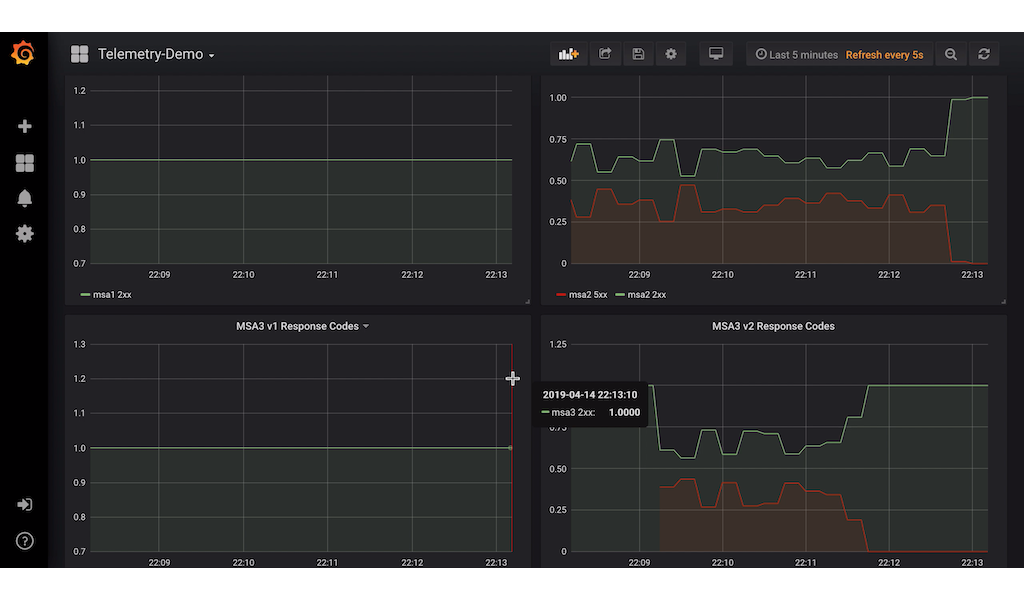 Telemetry-Demo
Last 5 minutes Refresh every 5s
1.2
1.1
1.0
0.9
0.8
0.7
22:09 22:10 22:11 22:12 22:13
msa1 2xx
1.00
0.75
0.50
0.25
0
22:09 22:10 22:11 22:12 22:13
msa2 5xx msa2 2xx
MSA3 v1 Response Codes
1.3
1.2
1.1
1.0
0.9
0.8
0.7
22:09 22:10 22:11 22:12 22:13
MSA3 v2 Response Codes
1.25
2019-04-14 22:13:10
msa3 2xx: 1.0000
0.75
0.50
0.25
0
22:09 22:10 22:11 22:12 22:13
?